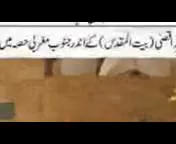 اقصیٰ (بیت المقدس) کے اندر جنوب مغربی حصہ میں